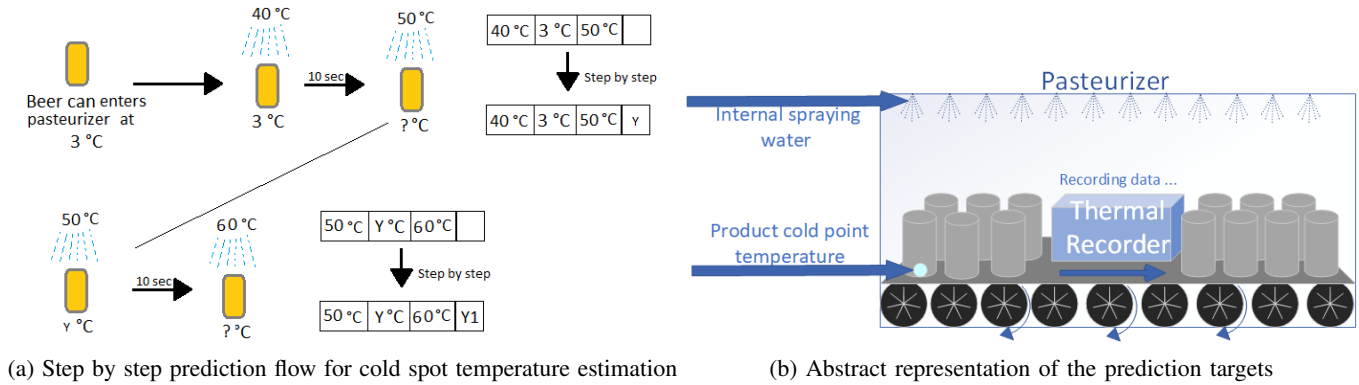 40 °C
50 °C
40 °C 3 °C 50 °C
10 sec
Step by step
Beer can enters
pasteurizer at
3 °C
3 °C
? °C
40 °C 3 °C 50 °C Y
50 °C
60 °C
50 °C Y °C 60 °C
10 sec
Step by step
Y °C
? °C
50 °C Y °C 60 °C Y1
(a) Step by step prediction flow for cold spot temperature estimation
Pasteurizer
Internal spraying
water
Recording data ...
Thermal
Recorder
Product cold point
temperature
(b) Abstract representation of the prediction targets